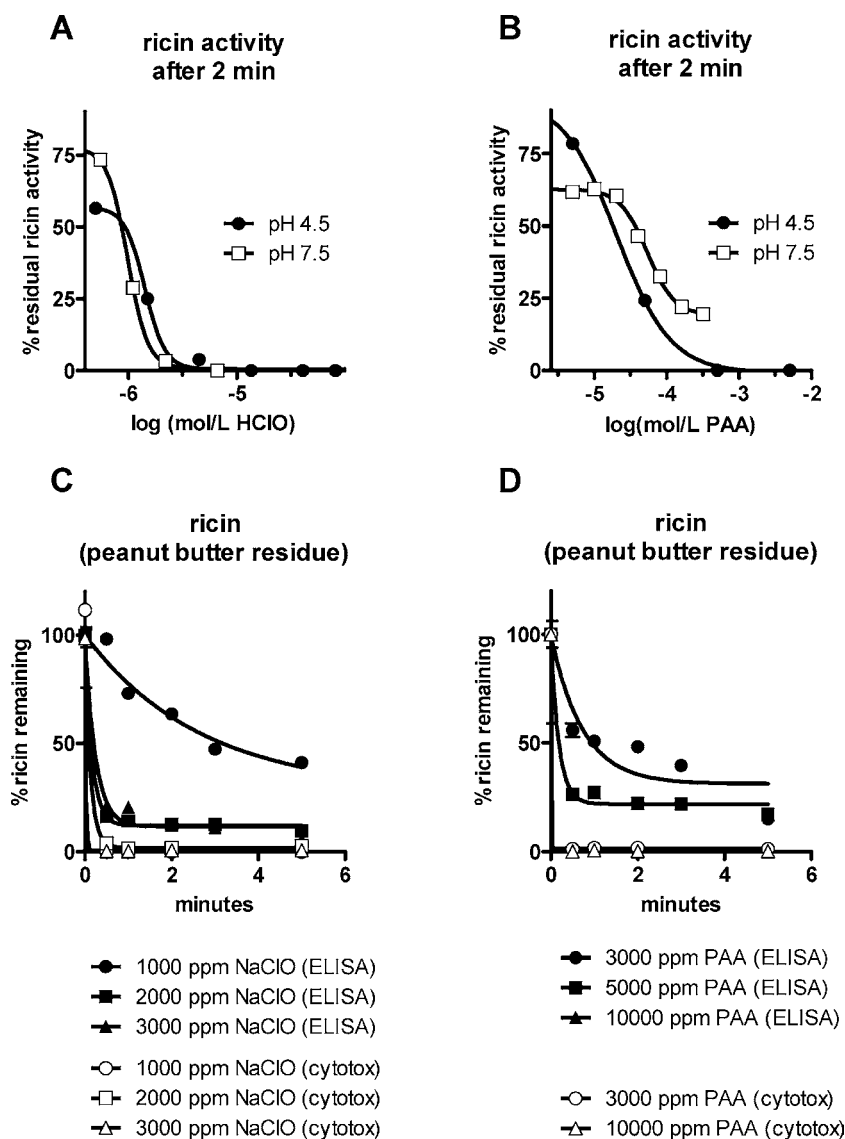 A
ricin activity
after 2 min
% residual ricin activity
75
50
25
0
pH 4.5
pH 7.5
-6
-5
log (mol/L HClO)
B
ricin activity
after 2 min
% residual ricin activity
75
50
25
0
pH 4.5
pH 7.5
-5
-4
-3
-2
log(mol/L PAA)
C
ricin
(peanut butter residue)
% ricin remaining
100
50
0
0
2
4
6
minutes
1000 ppm NaClO (ELISA)
2000 ppm NaClO (ELISA)
3000 ppm NaClO (ELISA)
1000 ppm NaClO (cytotox)
2000 ppm NaClO (cytotox)
3000 ppm NaClO (cytotox)
D
ricin
(peanut butter residue)
% ricin remaining
100
50
0
0
2
4
6
minutes
3000 ppm PAA (ELISA)
5000 ppm PAA (ELISA)
10000 ppm PAA (ELISA)
3000 ppm PAA (cytotox)
10000 ppm PAA (cytotox)